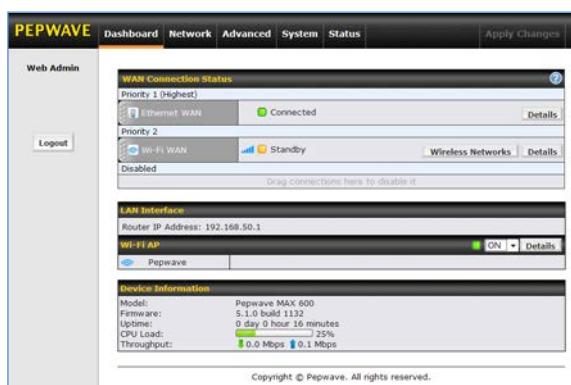 PEPWAVE Dashboard Network Advanced System Status Apply Changes
Web Admin
Logout
WAN Connection Status
Priority 1 (Highest)
Ethernet WAN Connected Details
Priority 2
Wi-Fi WAN Standby Wireless Networks Details
Disabled
Drag connections here to disable it
LAN Interface
Router IP Address: 192.168.50.1
Wi-Fi AP ON Details
Pepwave
Device Information
Model: Pepwave MAX 600
Firmware: 5.1.0 build 1132
Uptime: 0 day 0 hour 16 minutes
CPU Load: 25%
Throughput: 0.0 Mbps 0.1 Mbps
Copyright © Pepwave. All rights reserved.